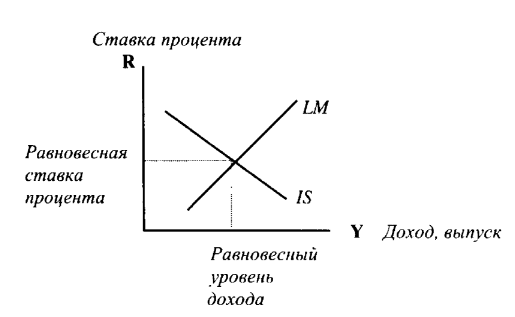 Ставка процента
R
LM
Равновесная
ставка
процента
IS
Y Доход, выпуск
Равновесный
уровень
дохода